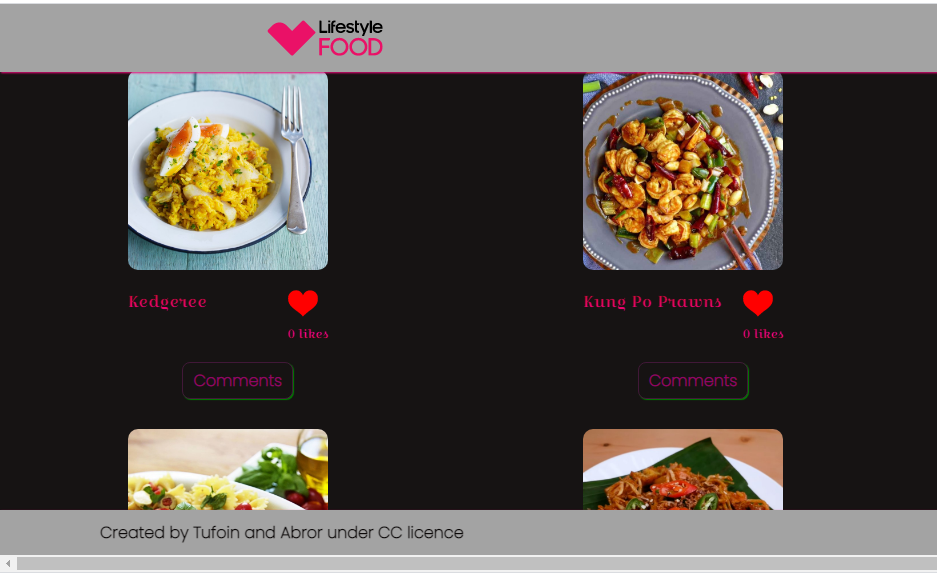 Lifestyle
FOOD
Kedgeree
0 likes
Comments
Kung Po Prawns
0 likes
Comments
Created by Tufoin and Abror under CC licence